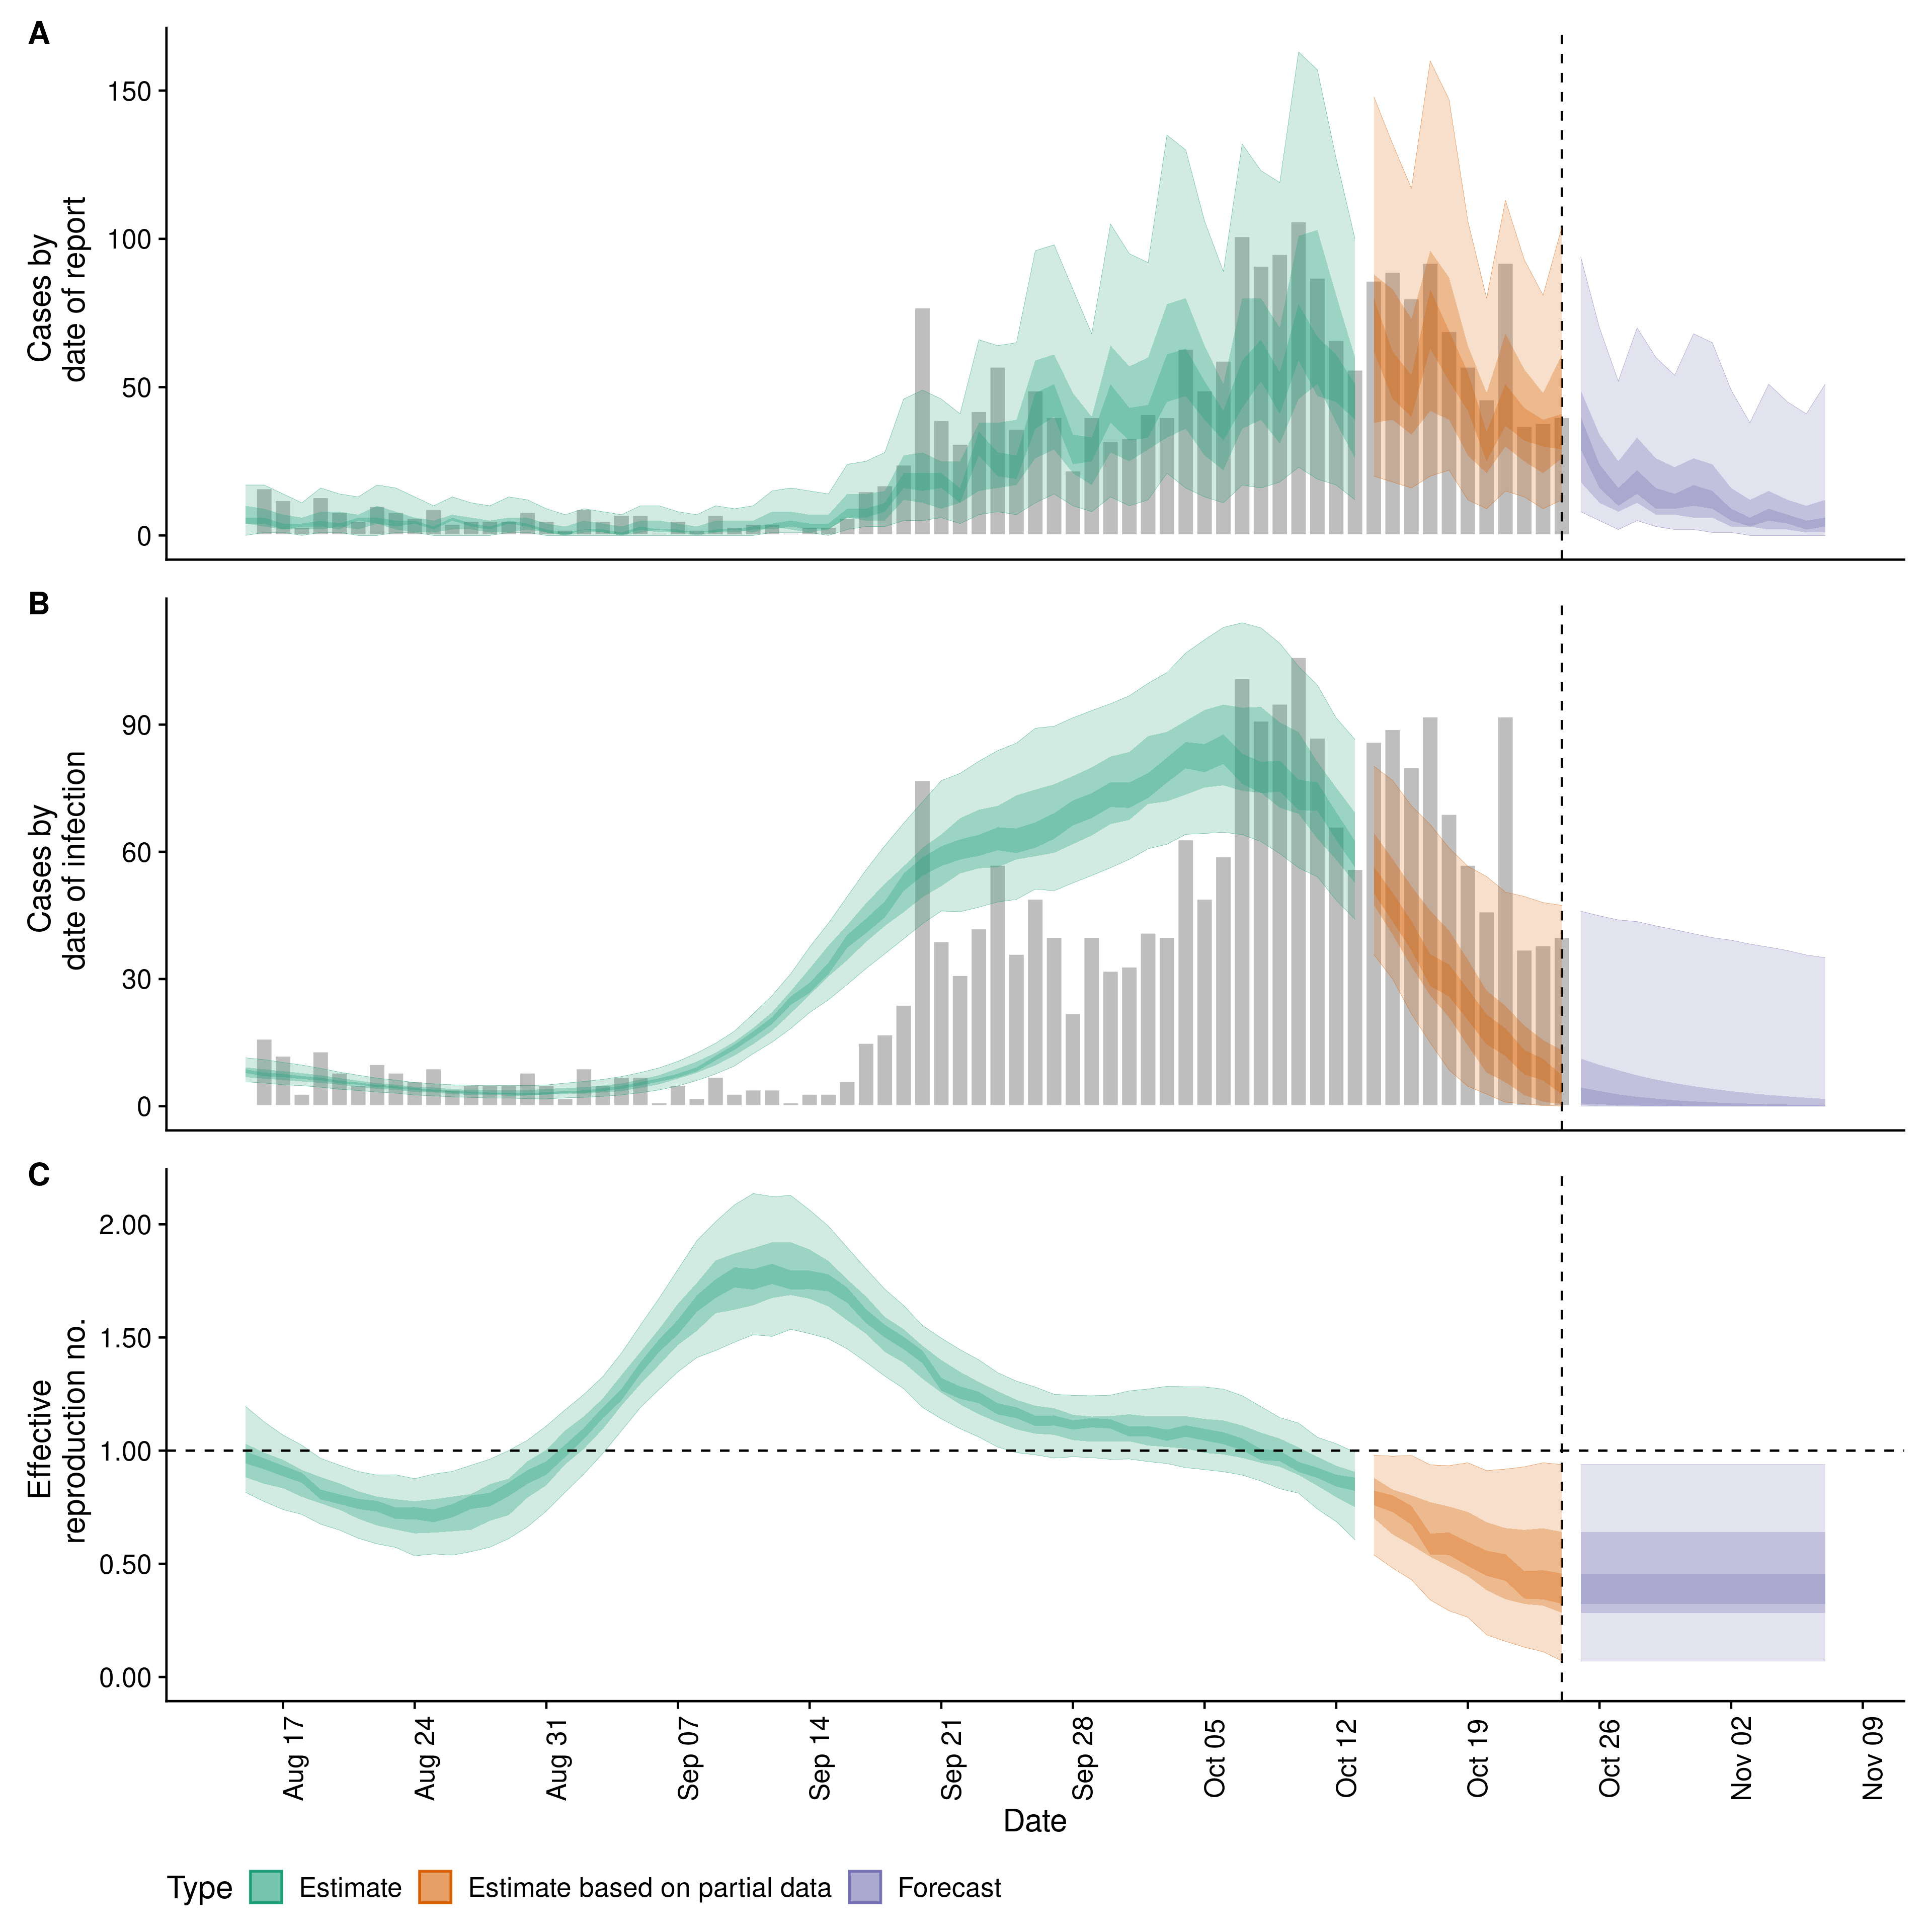 A
Cases by
date of report
150
100
50
0
B
Cases by
date of infection
90
60
30
0
C
Effective
reproduction no.
2.00
1.50
1.00
0.50
0.00
Aug 17
Aug 24
Aug 31
Sep 07
Sep 14
Sep 21
Sep 28
Oct 05
Oct 12
Oct 19
Oct 26
Nov 02
Nov 09
Date
Type Estimate Estimate based on partial data Forecast